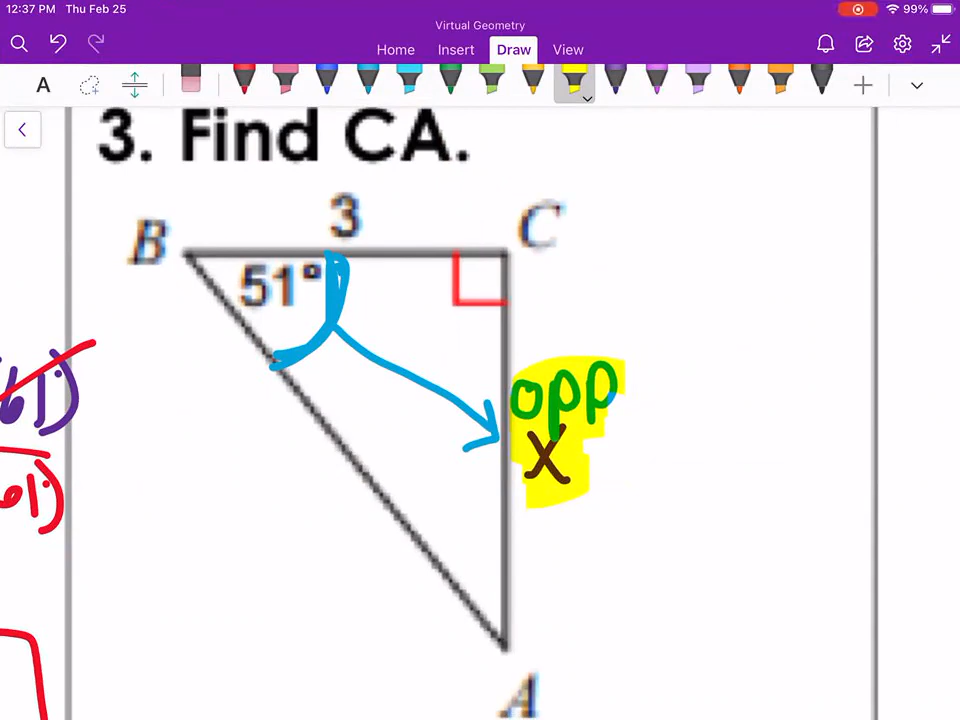 12:37 PM Thu Feb 25
99%
Virtual Geometry
Home Insert Draw View
A
3. Find CA.
B
3
C
51°
opp
X
61°)
A